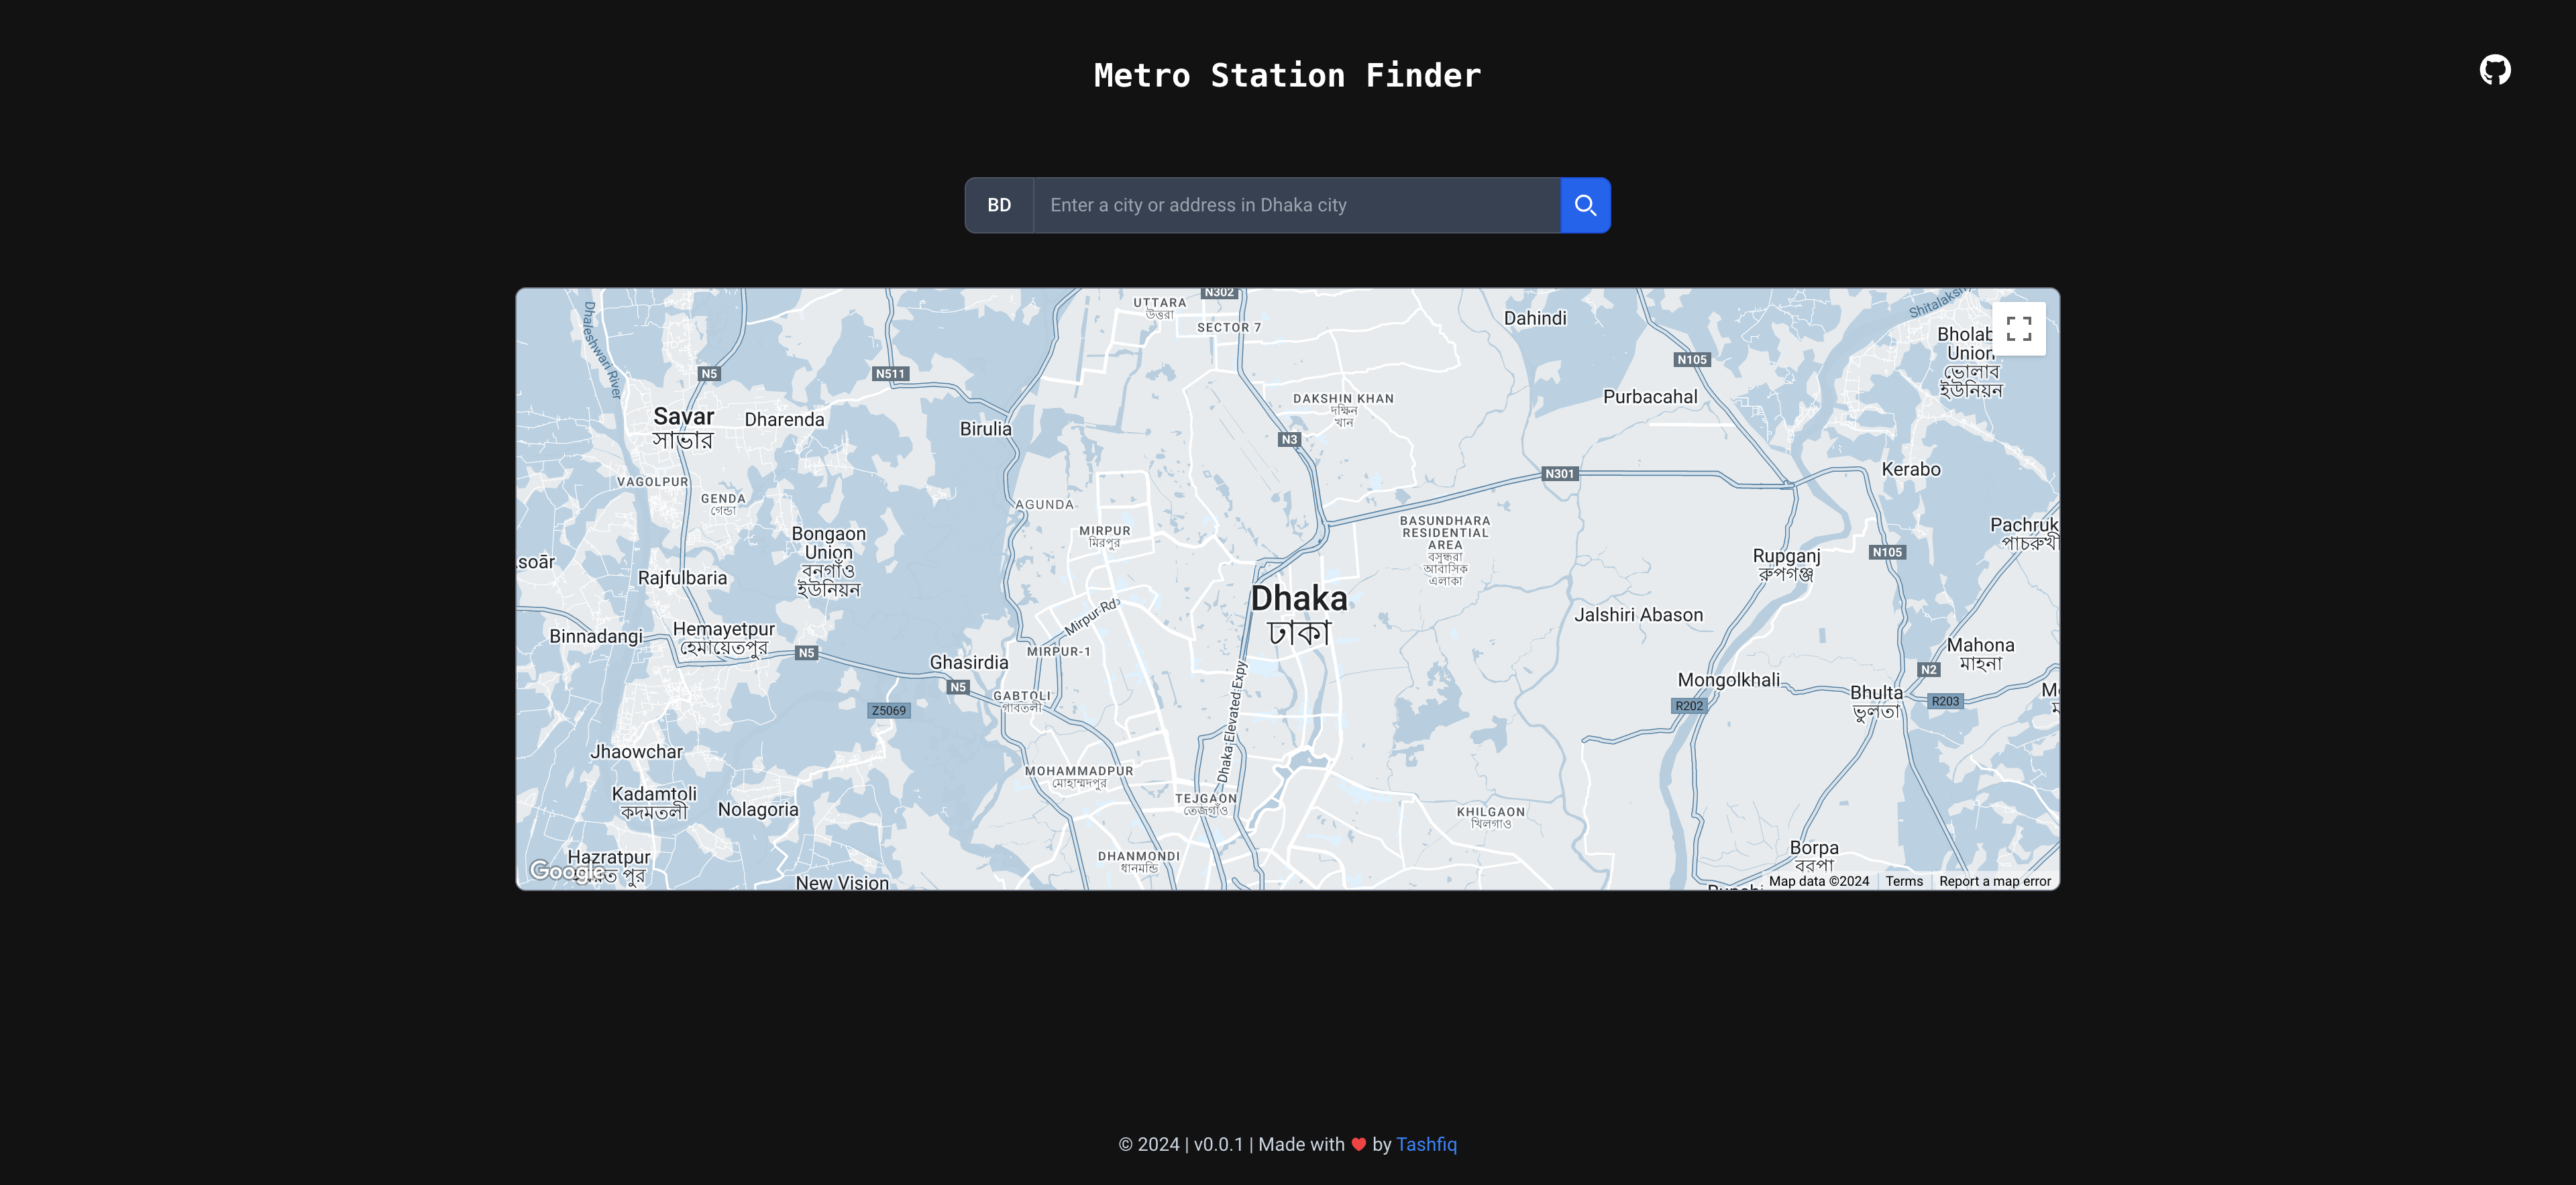 Metro Station Finder
BD
Enter a city or address in Dhaka city
Dhaleshwari River
UTTARA
উত্তরা
N302
SECTOR 7
Dahindi
N105
Bholab
Union
ভোলাব
ইউনিয়ন
N5
N511
Savar
সাভার
Dharenda
Birulia
DAKSHIN KHAN
দক্ষিন
খান
N3
Purbacahal
VAGOLPUR
GENDA
গেন্ডা
AGUNDA
N301
Kerabo
Bongaon
Union
বনগাঁও
ইউনিয়ন
MIRPUR
মিরপুর
BASUNDHARA
RESIDENTIAL
AREA
বসুন্ধরা
আবাসিক
এলাকা
Rupganj
রুপগঞ্জ
N105
Rajfulbaria
Dhaka
ঢাকা
Mirpur Rd
Jalshiri Abason
Binnadangi
Hemayetpur
হেমায়েতপুর
N5
Ghasirdia
MIRPUR-1
Mahona
মাহনা
N2
N5
GABTOLI
গাবতলী
Z5069
Dhaka Elevated Expy
Mongolkhali
R202
Bhulta
ভুলতা
R203
Jhaowchar
MOHAMMADPUR
মোহাম্মদপুর
TEJGAON
তেজগাঁও
KHILGAON
খিলগাও
Kadamtoli
কদমতলী
Nolagoria
DHANMONDI
ধানমন্ডি
Borpa
বরপা
Hazratpur
Google
New Vision
Map data ©2024
Terms
Report a map error
© 2024 | v0.0.1 | Made with ❤ by Tashfiq